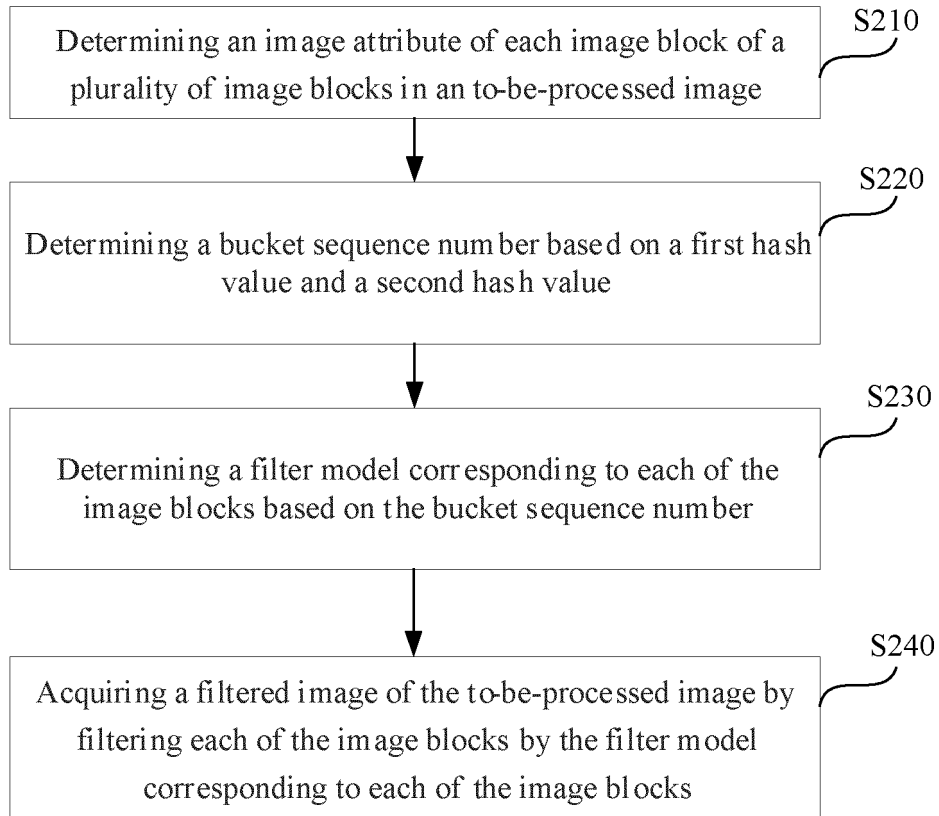 S210
Determining an image attribute of each image block of a
plurality of image blocks in an to-be-processed image
S220
Determining a bucket sequence number based on a first hash
value and a second hash value
S230
Determining a filter model corresponding to each of the
image blocks based on the bucket sequence number
S240
Acquiring a filtered image of the to-be-processed image by
filtering each of the image blocks by the filter model
corresponding to each of the image blocks